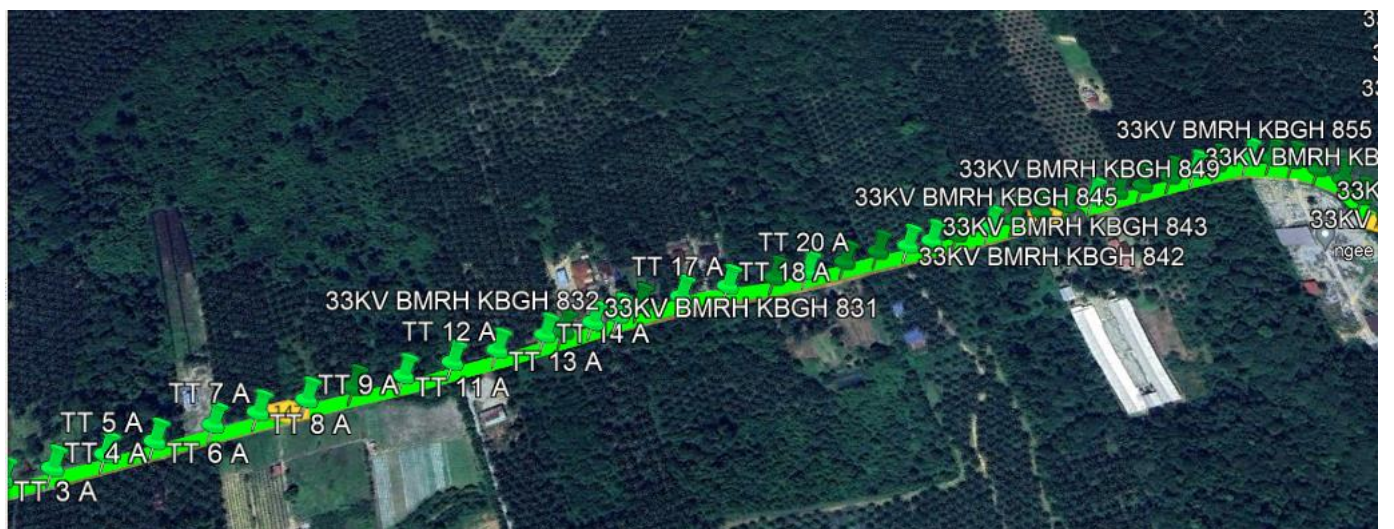 33KV BMRH KBGH 855
33KV BMRH KBGH 849
33KV BMRH KB
33KV BMRH KBGH 845
33KV BMRH KBGH 843
33KV
ngee
33KV BMRH KBGH 842
TT 20 A
TT 17 A
TT 18 A
33KV BMRH KBGH 832
33KV BMRH KBGH 831
TT 12 A
TT 14 A
TT 13 A
TT 9 A
TT 11 A
TT 7 A
14
TT 8 A
TT 5 A
TT 4 A
TT 6 A
TT 3 A